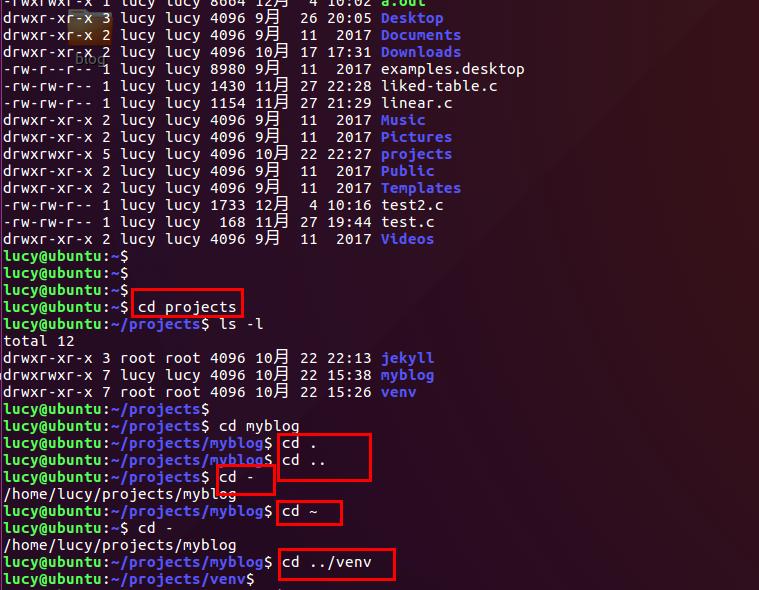 -rwxrwxr-x 1 lucy lucy 8664 12月  4 10:02 a.out
drwxr-xr-x 3 lucy lucy 4096 9月  26 20:05 Desktop
drwxr-xr-x 2 lucy lucy 4096 9月  11  2017 Documents
drwxr-xr-x 2 lucy lucy 4096 10月 17 17:31 Downloads
blog
-rw-r--r-- 1 lucy lucy 8980 9月  11  2017 examples.desktop
-rw-rw-r-- 1 lucy lucy 1430 11月 27 22:28 liked-table.c
-rw-rw-r-- 1 lucy lucy 1154 11月 27 21:29 linear.c
drwxr-xr-x 2 lucy lucy 4096 9月  11  2017 Music
drwxr-xr-x 2 lucy lucy 4096 9月  11  2017 Pictures
drwxrwxr-x 5 lucy lucy 4096 10月 22 22:27 projects
drwxr-xr-x 2 lucy lucy 4096 9月  11  2017 Public
drwxr-xr-x 2 lucy lucy 4096 9月  11  2017 Templates
-rw-rw-r-- 1 lucy lucy 1733 12月  4 10:16 test2.c
-rw-rw-r-- 1 lucy lucy  168 11月 27 19:44 test.c
drwxr-xr-x 2 lucy lucy 4096 9月  11  2017 Videos
lucy@ubuntu:~$
lucy@ubuntu:~$
lucy@ubuntu:~$
lucy@ubuntu:~$ cd projects
lucy@ubuntu:~/projects$ ls -l
total 12
drwxr-xr-x 3 root root 4096 10月 22 22:13 jekyll
drwxrwxr-x 7 lucy lucy 4096 10月 22 15:38 myblog
drwxr-xr-x 7 root root 4096 10月 22 15:26 venv
lucy@ubuntu:~/projects$
lucy@ubuntu:~/projects$ cd myblog
lucy@ubuntu:~/projects/myblog$ cd .
lucy@ubuntu:~/projects/myblog$ cd ..
lucy@ubuntu:~/projects$ cd -
/home/lucy/projects/myblog
lucy@ubuntu:~/projects/myblog$ cd ~
lucy@ubuntu:~$ cd -
/home/lucy/projects/myblog
lucy@ubuntu:~/projects/myblog$ cd ../venv
lucy@ubuntu:~/projects/venv$